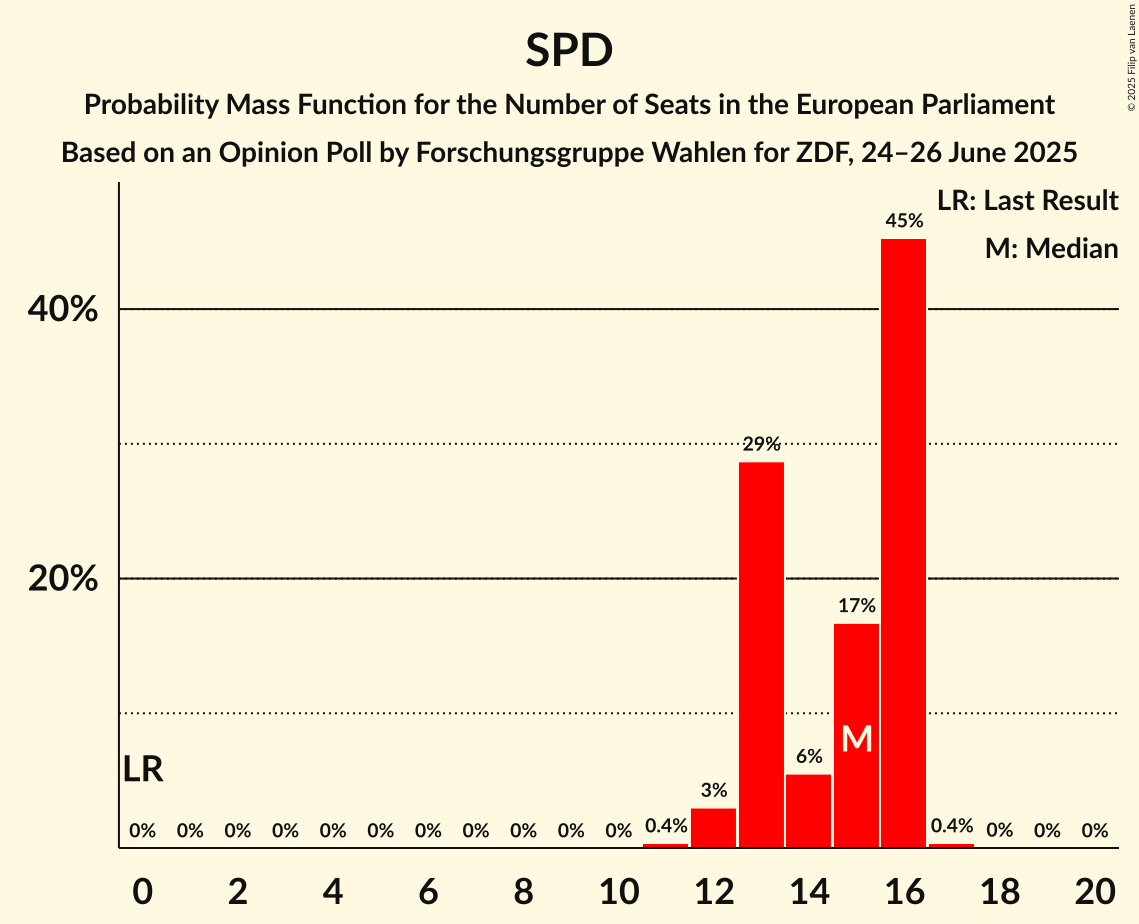 SPD
Probability Mass Function for the Number of Seats in the European Parliament
Based on an Opinion Poll by Forschungsgruppe Wahlen for ZDF, 24–26 June 2025
© 2025 Filip van Laenen
LR: Last Result
M: Median
45%
40%
29%
20%
17%
M
6%
LR
3%
0% 0% 0% 0% 0% 0% 0% 0% 0% 0% 0% 0.4% 0.4% 0% 0% 0%
0 2 4 6 8 10 12 14 16 18 20